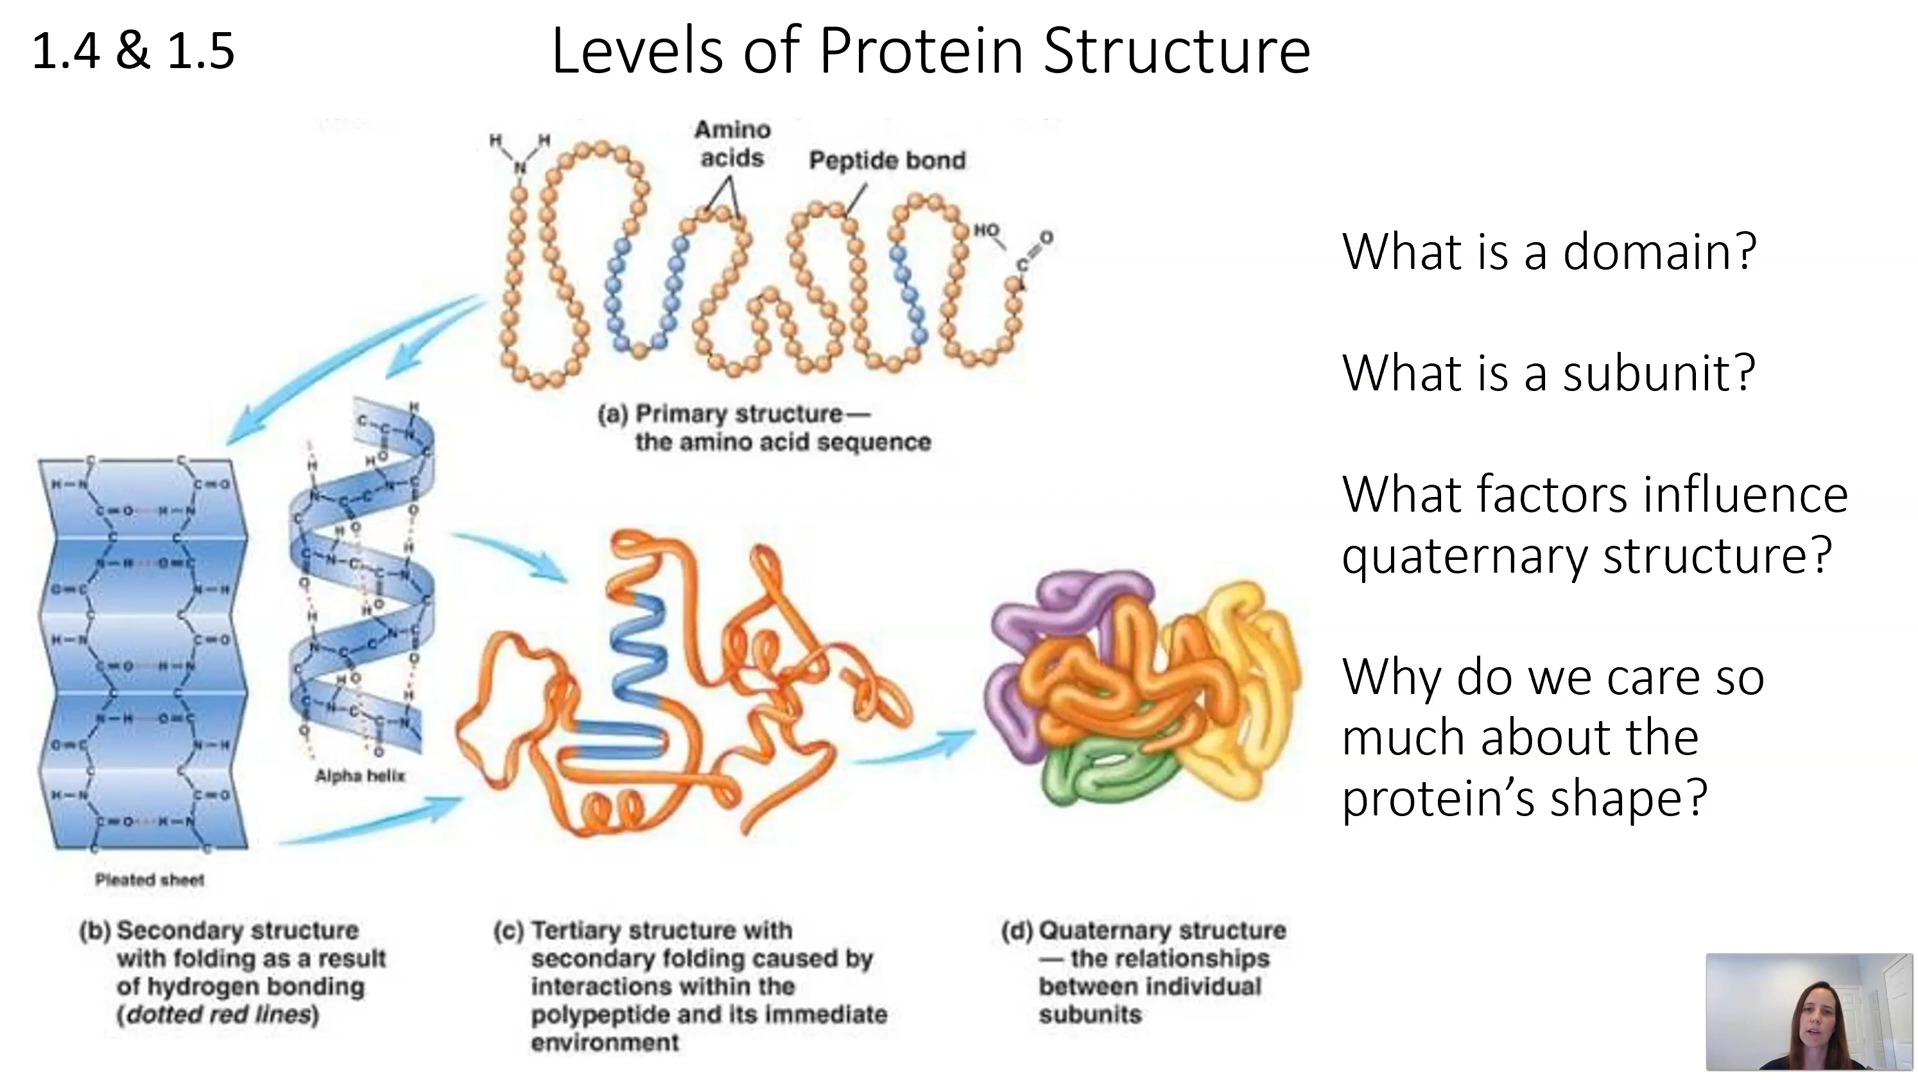 1.4 & 1.5
Levels of Protein Structure
Amino
acids
Peptide bond
H
H
N
HO
O
C
(a) Primary structure—
the amino acid sequence
What is a domain?
What is a subunit?
What factors influence
quaternary structure?
Why do we care so
much about the
protein’s shape?
Alpha helix
Pleated sheet
(b) Secondary structure
with folding as a result
of hydrogen bonding
(dotted red lines)
(c) Tertiary structure with
secondary folding caused by
interactions within the
polypeptide and its immediate
environment
(d) Quaternary structure
— the relationships
between individual
subunits